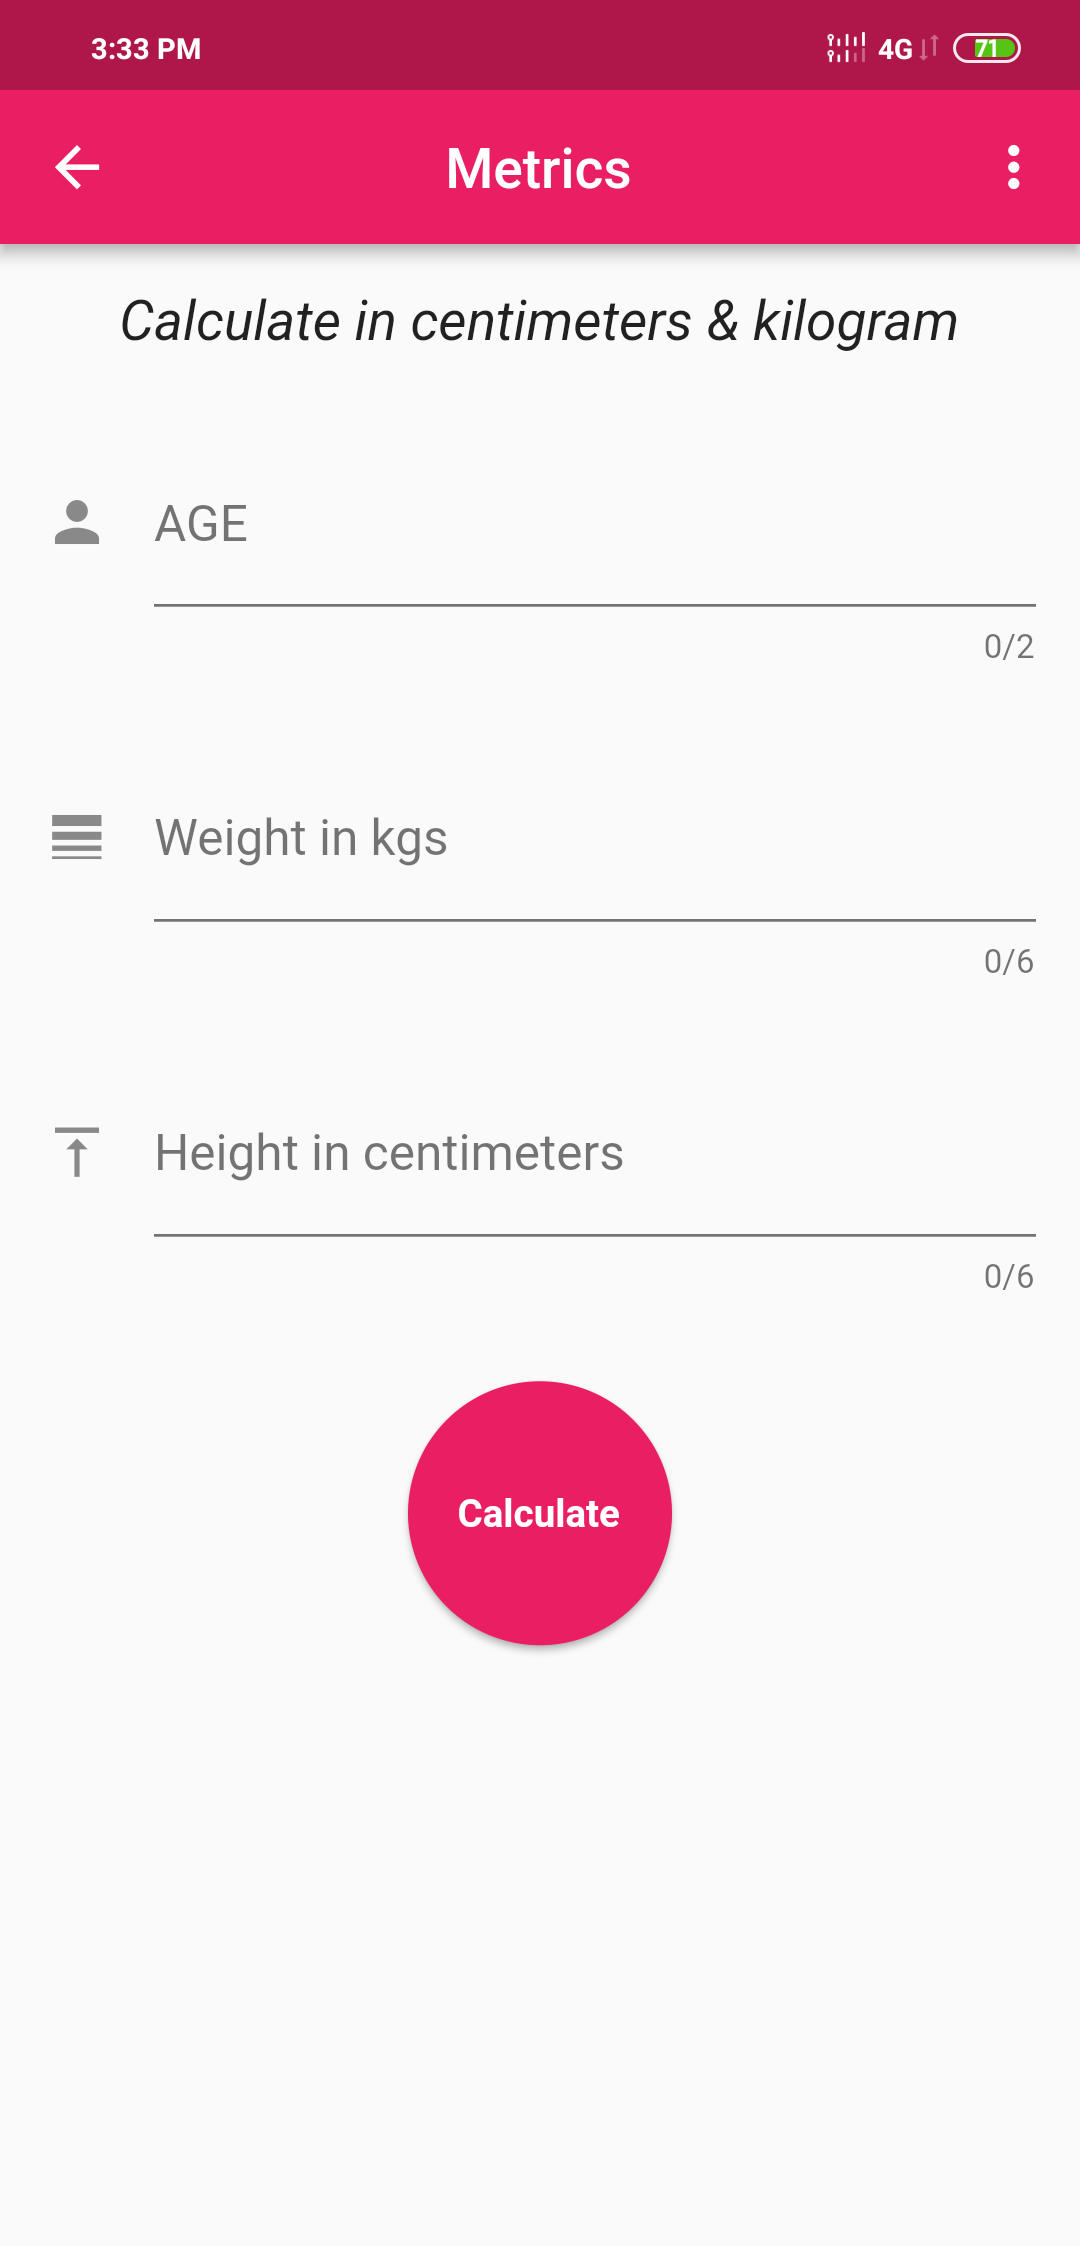 3:33 PM
4G
71
Metrics
Calculate in centimeters & kilogram
AGE
0/2
Weight in kgs
0/6
Height in centimeters
0/6
Calculate